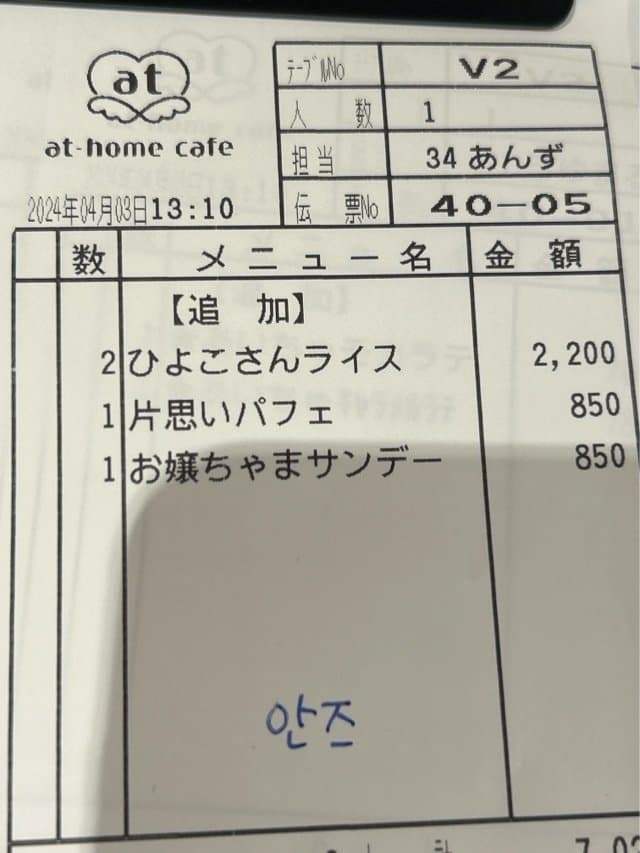 at
at-home cafe
テーブルNo V2
人数 1
担当 34 あんず
2024年04月03日13:10
伝票No 40-05
数 メニュー名 金額
【追加】
2 ひよこさんライス 2,200
1 片思いパフェ 850
1 お嬢ちゃまサンデー 850
안즈